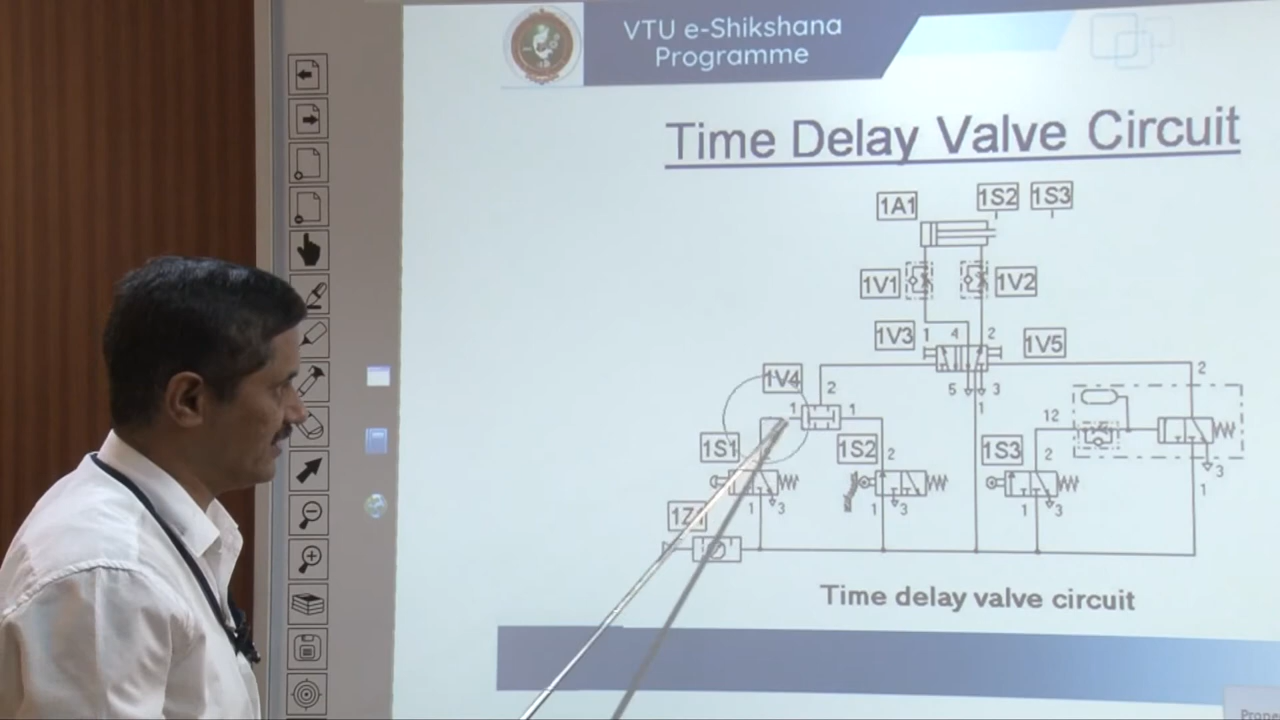 VTU e-Shikshana
Programme
Time Delay Valve Circuit
1A1
1S2
1S3
1V1
1V2
1V3
1
4
2
1V5
1V4
2
5
3
2
1
1
1
12
1S1
1S2
2
1S3
2
3
1
1
3
1
3
1
3
1Z1
Time delay valve circuit